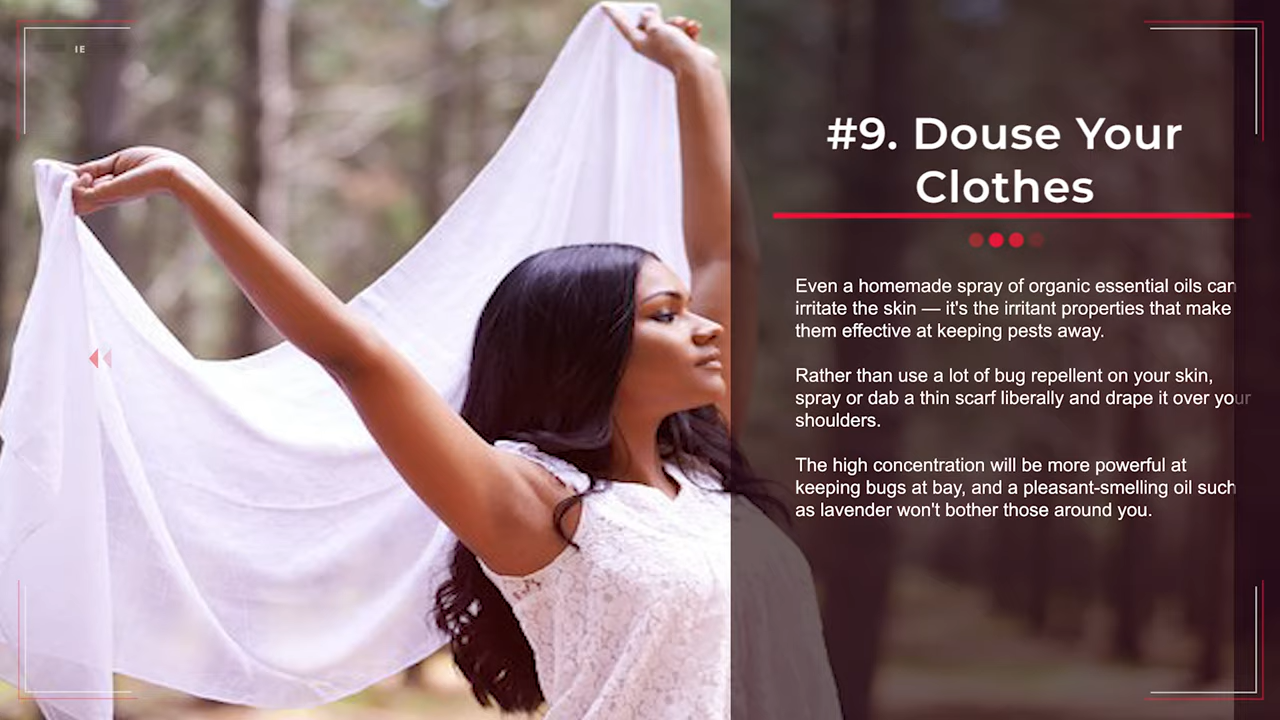 IE
#9. Douse Your
Clothes
Even a homemade spray of organic essential oils can
irritate the skin — it's the irritant properties that make
them effective at keeping pests away.
Rather than use a lot of bug repellent on your skin,
spray or dab a thin scarf liberally and drape it over your
shoulders.
The high concentration will be more powerful at
keeping bugs at bay, and a pleasant-smelling oil such
as lavender won't bother those around you.